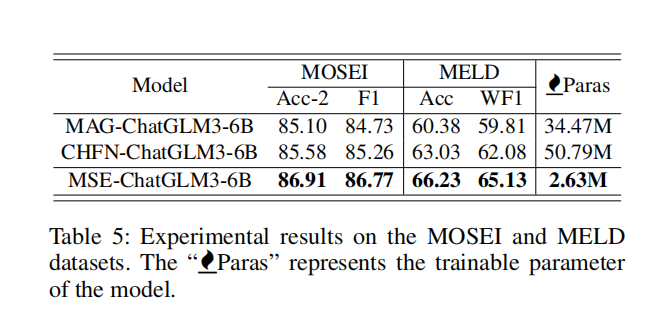 Model MOSEI MELD Paras
Acc-2 F1 Acc WF1
MAG-ChatGLM3-6B 85.10 84.73 60.38 59.81 34.47M
CHFN-ChatGLM3-6B 85.58 85.26 63.03 62.08 50.79M
MSE-ChatGLM3-6B 86.91 86.77 66.23 65.13 2.63M
Table 5: Experimental results on the MOSEI and MELD
datasets. The “Paras” represents the trainable parameter
of the model.